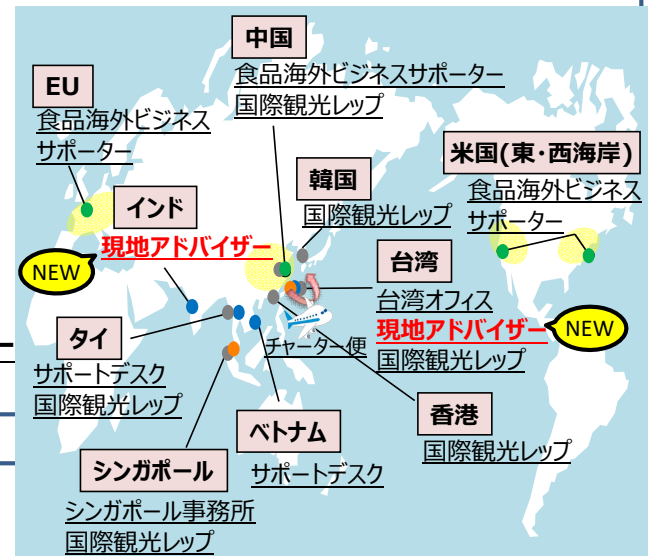 中国
食品海外ビジネスサポーター
国際観光レップ
EU
食品海外ビジネス
サポーター
米国(東・西海岸)
食品海外ビジネス
サポーター
韓国
国際観光レップ
インド
現地アドバイザー
NEW
台湾
台湾オフィス
現地アドバイザー
NEW
国際観光レップ
タイ
サポートデスク
国際観光レップ
チャーター便
香港
国際観光レップ
ベトナム
サポートデスク
シンガポール
シンガポール事務所
国際観光レップ